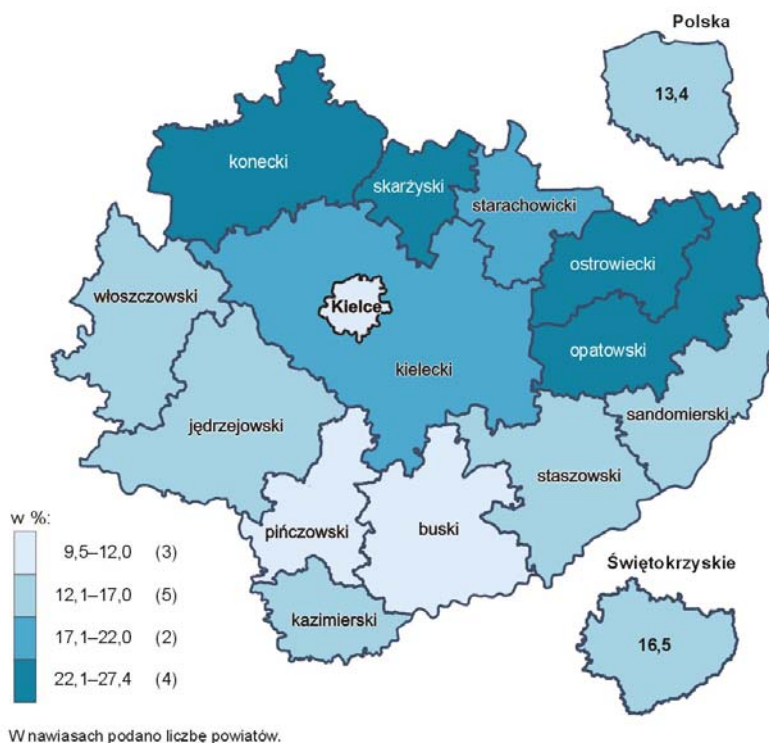 Polska
13,4
konecki
skarżyski
starachowicki
ostrowiecki
włoszczowski
Kielce
opatowski
kielecki
sandomierski
jędrzejowski
staszowski
w %:
pińczowski
buski
9,5–12,0 (3)
Świętokrzyskie
12,1–17,0 (5)
kazimierski
17,1–22,0 (2)
16,5
22,1–27,4 (4)
W nawiasach podano liczbę powiatów.